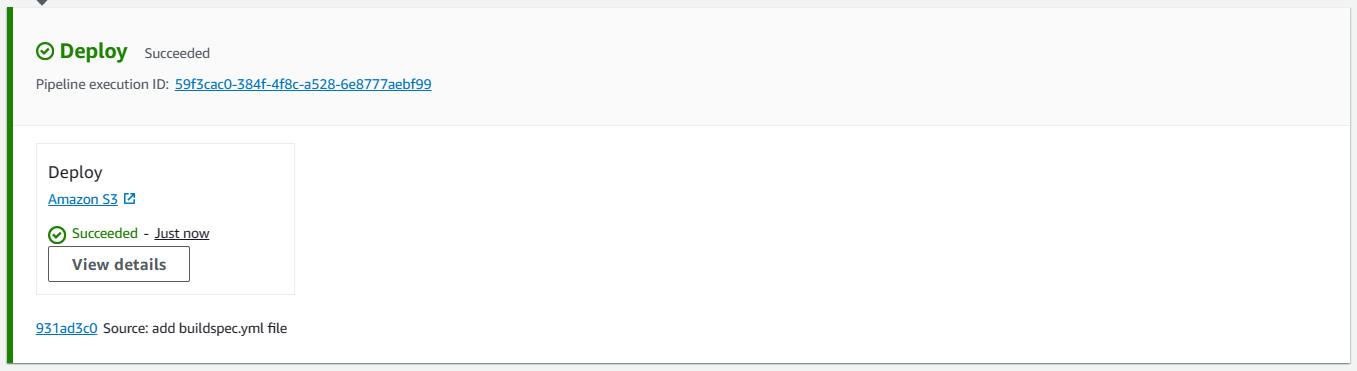 Deploy Succeeded
Pipeline execution ID: 59f3cac0-384f-4f8c-a528-6e8777aebf99
Deploy
Amazon S3
Succeeded - Just now
View details
931ad3c0 Source: add buildspec.yml file